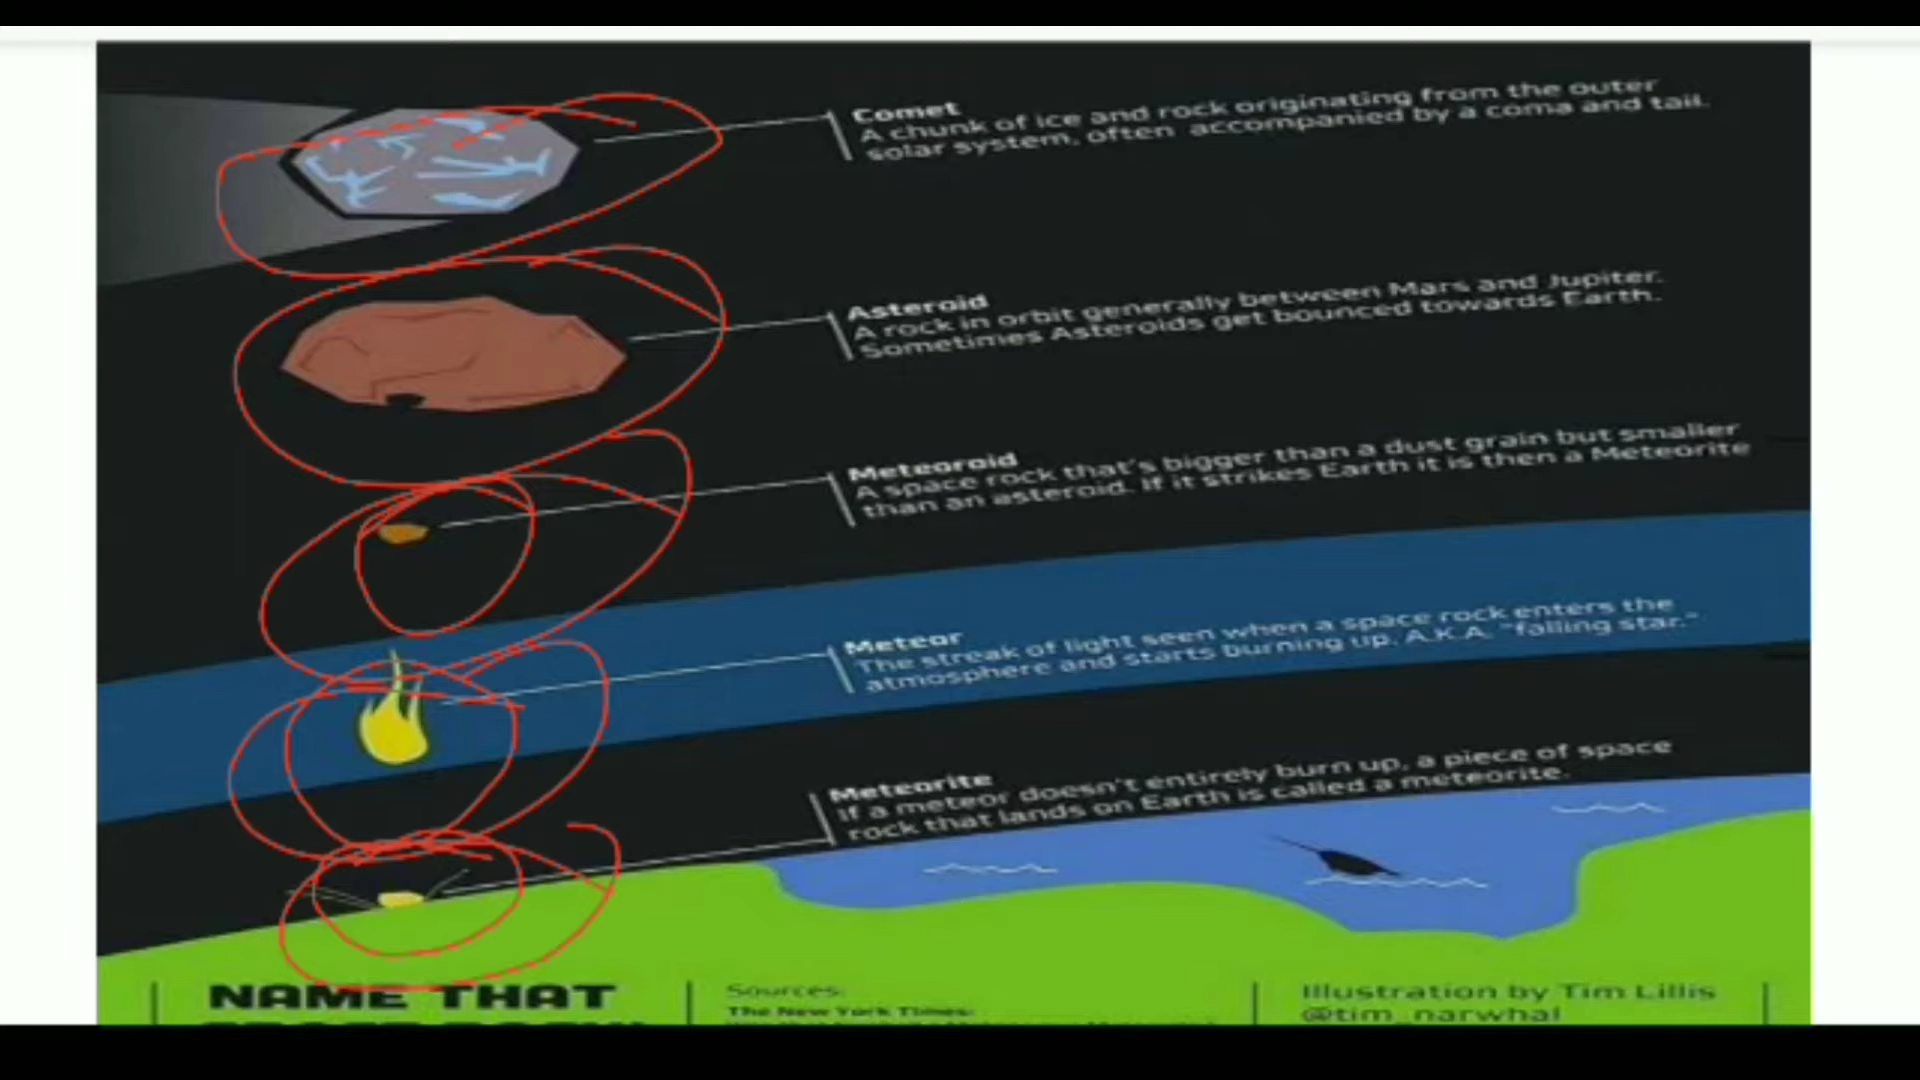 Comet
A chunk of ice and rock originating from the outer
solar system, often accompanied by a coma and tail.
Asteroid
A rock in orbit generally between Mars and Jupiter.
Sometimes Asteroids get bounced towards Earth.
Meteoroid
A space rock that's bigger than a dust grain but smaller
than an asteroid. If it strikes Earth it is then a Meteorite
Meteor
The streak of light seen when a space rock enters the
atmosphere and starts burning up. A.K.A. "falling star."
Meteorite
If a meteor doesn't entirely burn up, a piece of space
rock that lands on Earth is called a meteorite.
NAME THAT
Sources:
The New York Times:
Illustration by Tim Lillis
@tim_narwhal